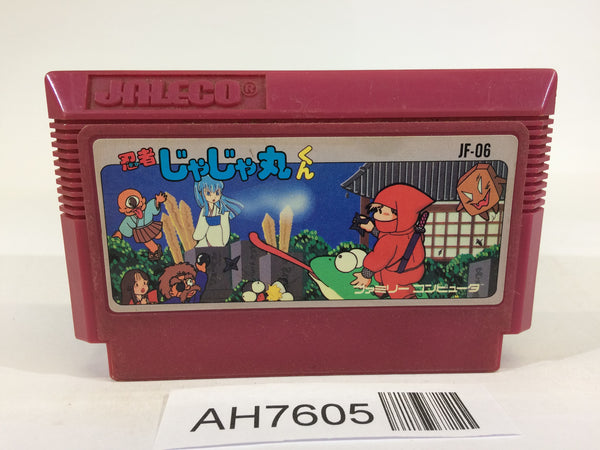 JALECO®
JF-06
忍者じゃじゃ丸くん
ファミリー コンピュータ
AH7605